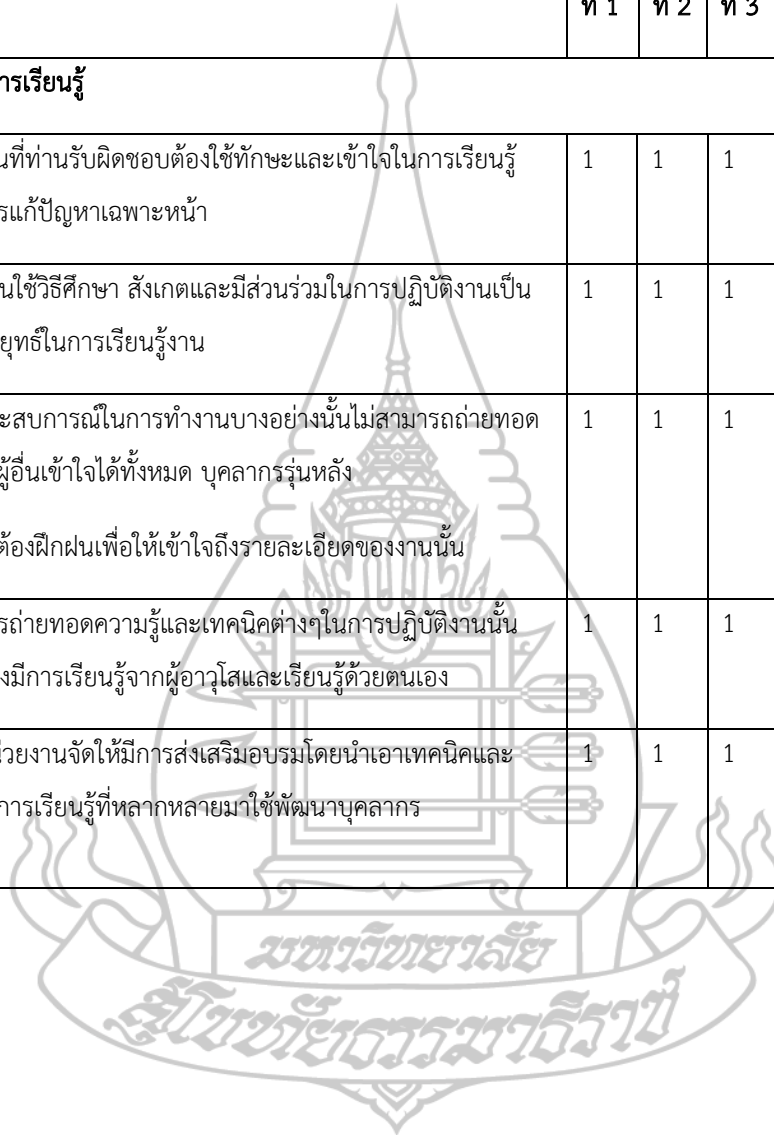 ที่ 1 ที่ 2 ที่ 3
ารเรียนรู้
นที่ท่านรับผิดชอบต้องใช้ทักษะและเข้าใจในการเรียนรู้ 1 1 1
รแก้ปัญหาเฉพาะหน้า
นใช้วิธีศึกษา สังเกตและมีส่วนร่วมในการปฏิบัติงานเป็น 1 1 1
ยุทธ์ในการเรียนรู้งาน
ะสบการณ์ในการทำงานบางอย่างนั้นไม่สามารถถ่ายทอด 1 1 1
ผู้อื่นเข้าใจได้ทั้งหมด บุคลากรรุ่นหลัง
ต้องฝึกฝนเพื่อให้เข้าใจถึงรายละเอียดของงานนั้น
รถ่ายทอดความรู้และเทคนิคต่างๆในการปฏิบัติงานนั้น 1 1 1
งมีการเรียนรู้จากผู้อาวุโสและเรียนรู้ด้วยตนเอง
่วยงานจัดให้มีการส่งเสริมอบรมโดยนำเอาเทคนิคและ 1 1 1
การเรียนรู้ที่หลากหลายมาใช้พัฒนาบุคลากร
มหาวิทยาลัย
สุโขทัยธรรมาธิราช